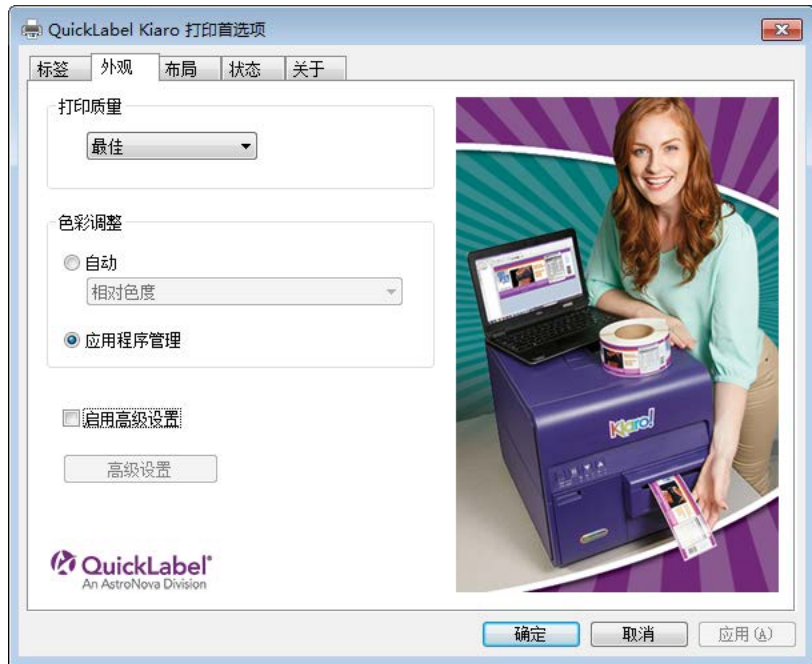 QuickLabel Kiaro 打印首选项
标签 外观 布局 状态 关于
打印质量
最佳
色彩调整
自动
相对色度
应用程序管理
启用高级设置
高级设置
QuickLabel®
An AstroNova Division
Kiaro!
确定 取消 应用(A)